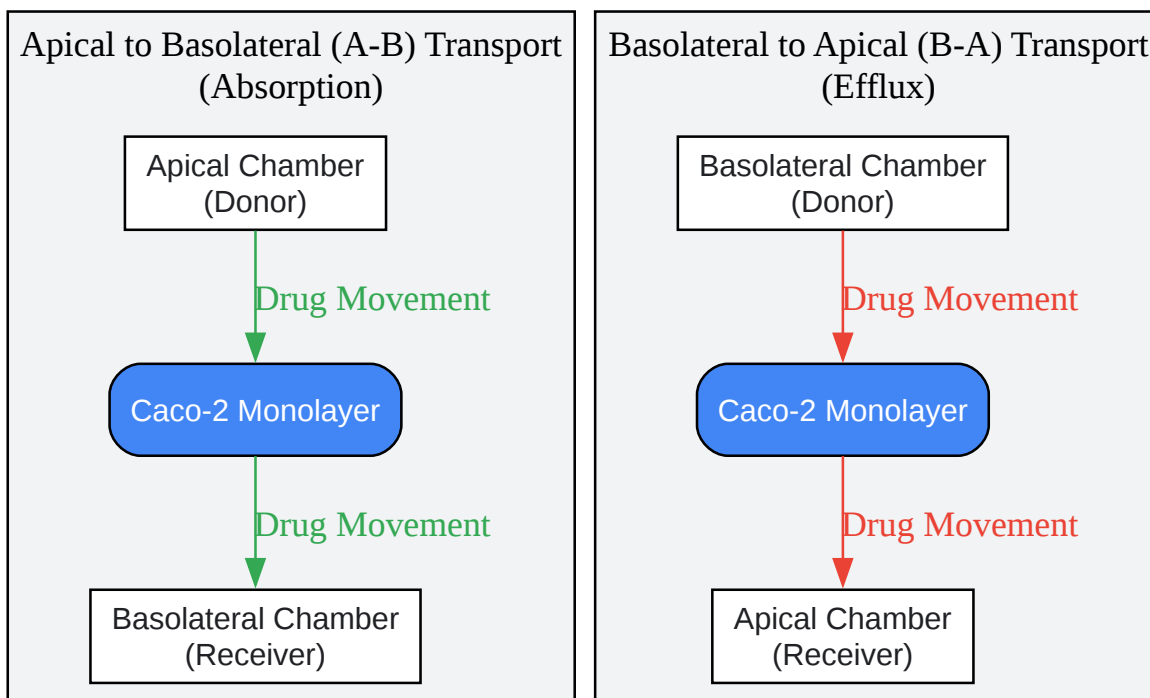 Apical to Basolateral (A-B) Transport
(Absorption)
Apical Chamber
(Donor)
Drug Movement
Caco-2 Monolayer
Drug Movement
Basolateral Chamber
(Receiver)
Basolateral to Apical (B-A) Transport
(Efflux)
Basolateral Chamber
(Donor)
Drug Movement
Caco-2 Monolayer
Drug Movement
Apical Chamber
(Receiver)